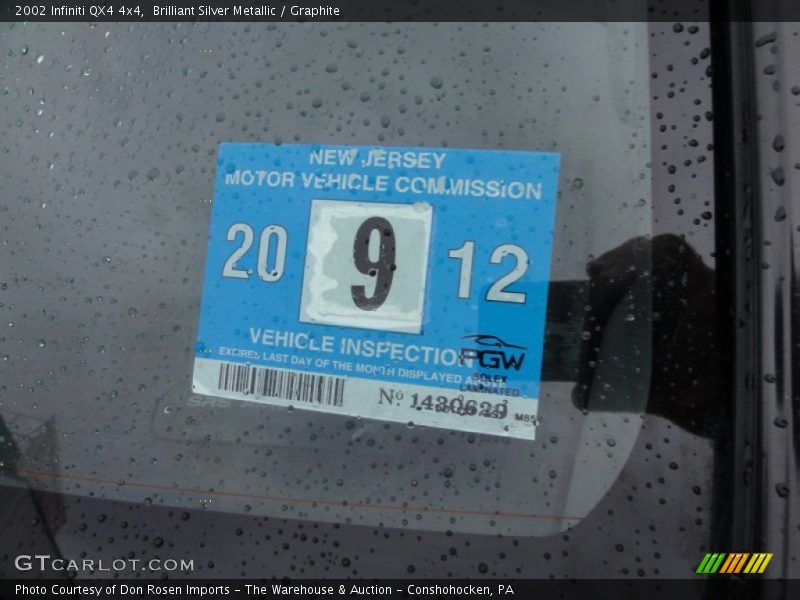 2002 Infiniti QX4 4x4, Brilliant Silver Metallic / Graphite
NEW JERSEY
MOTOR VEHICLE COMMISSION
20 9 12
VEHICLE INSPECTION
EXPIRES LAST DAY OF THE MONTH DISPLAYED
PGW
SOLEX
LAMINATED
Nº
GTCARLOT.COM
Photo Courtesy of Don Rosen Imports – The Warehouse & Auction – Conshohocken, PA